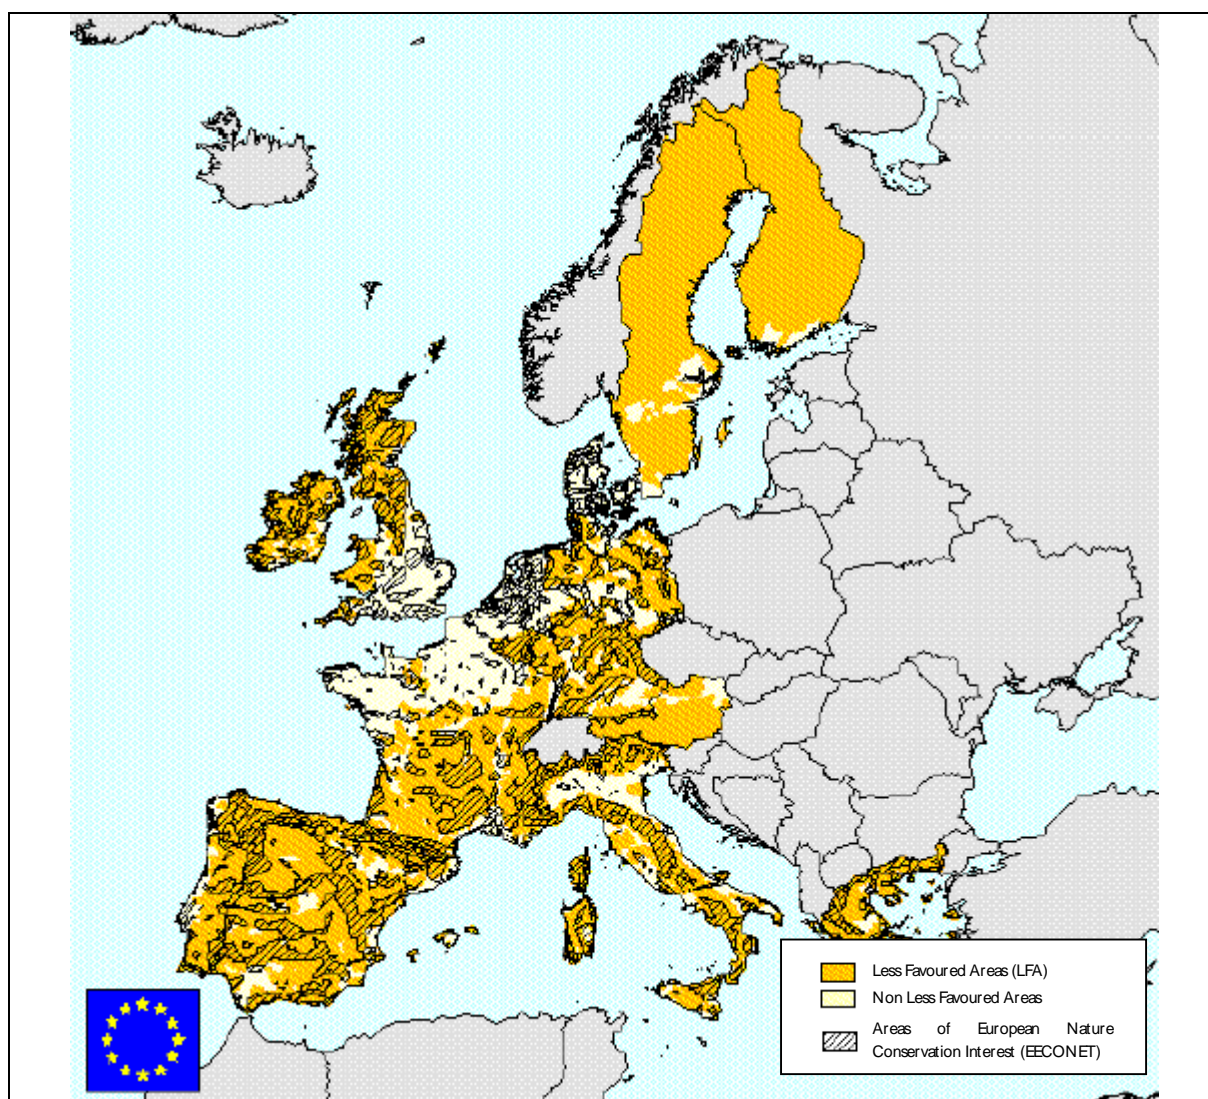 Less Favoured Areas (LFA)
Non Less Favoured Areas
Areas of European Nature
Conservation Interest (EECONET)